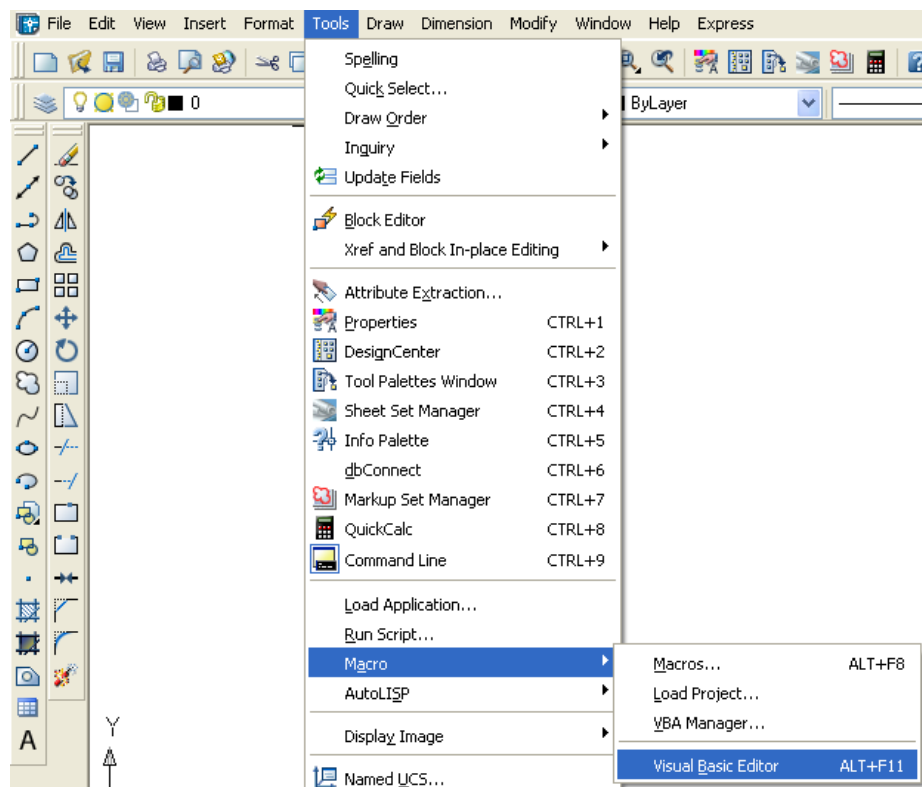 File Edit View Insert Format Tools Draw Dimension Modify Window Help Express
0 ByLayer
Spelling
Quick Select...
Draw Order
Inquiry
Update Fields
Block Editor
Xref and Block In-place Editing
Attribute Extraction...
Properties CTRL+1
DesignCenter CTRL+2
Tool Palettes Window CTRL+3
Sheet Set Manager CTRL+4
Info Palette CTRL+5
dbConnect CTRL+6
Markup Set Manager CTRL+7
QuickCalc CTRL+8
Command Line CTRL+9
Load Application...
Run Script...
Macro
AutoLISP
Display Image
Named UCS...
Macros... ALT+F8
Load Project...
VBA Manager...
Visual Basic Editor ALT+F11
A
Y